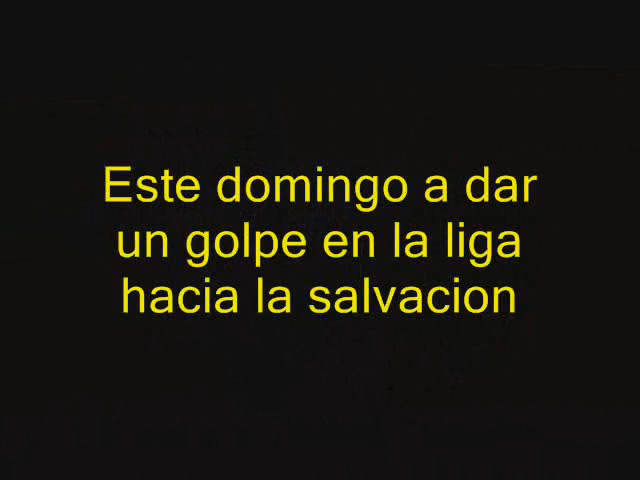 Este domingo a dar
un golpe en la liga
hacia la salvacion